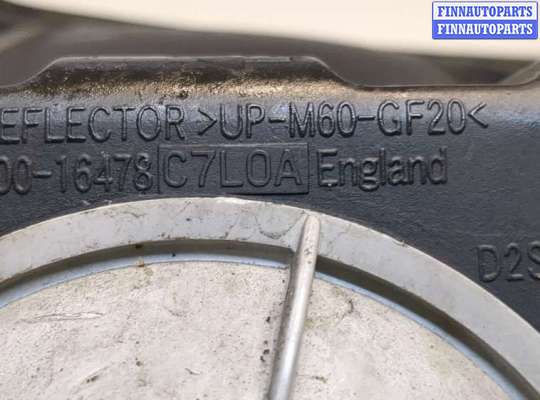 FINNAUTOPARTS
FINNAUTOPARTS
EFLECTOR >UP-M60-GF20<
00-16478 C7L0A England
D2S